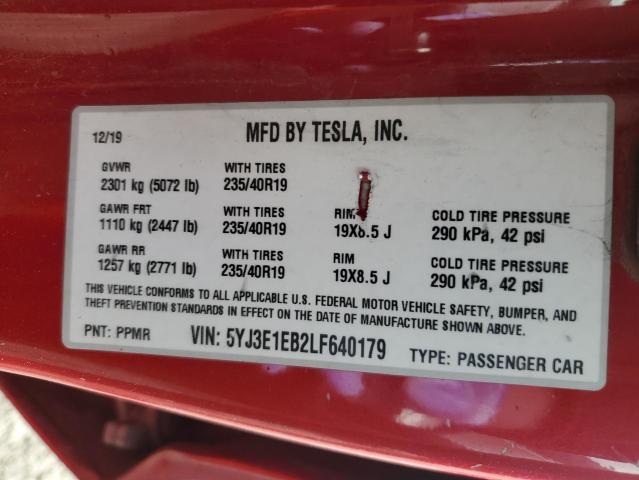 12/19 MFD BY TESLA, INC.
GVWR WITH TIRES
2301 kg (5072 lb) 235/40R19
GAWR FRT WITH TIRES RIM COLD TIRE PRESSURE
1110 kg (2447 lb) 235/40R19 19X8.5 J 290 kPa, 42 psi
GAWR RR WITH TIRES RIM COLD TIRE PRESSURE
1257 kg (2771 lb) 235/40R19 19X8.5 J 290 kPa, 42 psi
THIS VEHICLE CONFORMS TO ALL APPLICABLE U.S. FEDERAL MOTOR VEHICLE SAFETY, BUMPER, AND
THEFT PREVENTION STANDARDS IN EFFECT ON THE DATE OF MANUFACTURE SHOWN ABOVE.
PNT: PPMR VIN: 5YJ3E1EB2LF640179 TYPE: PASSENGER CAR